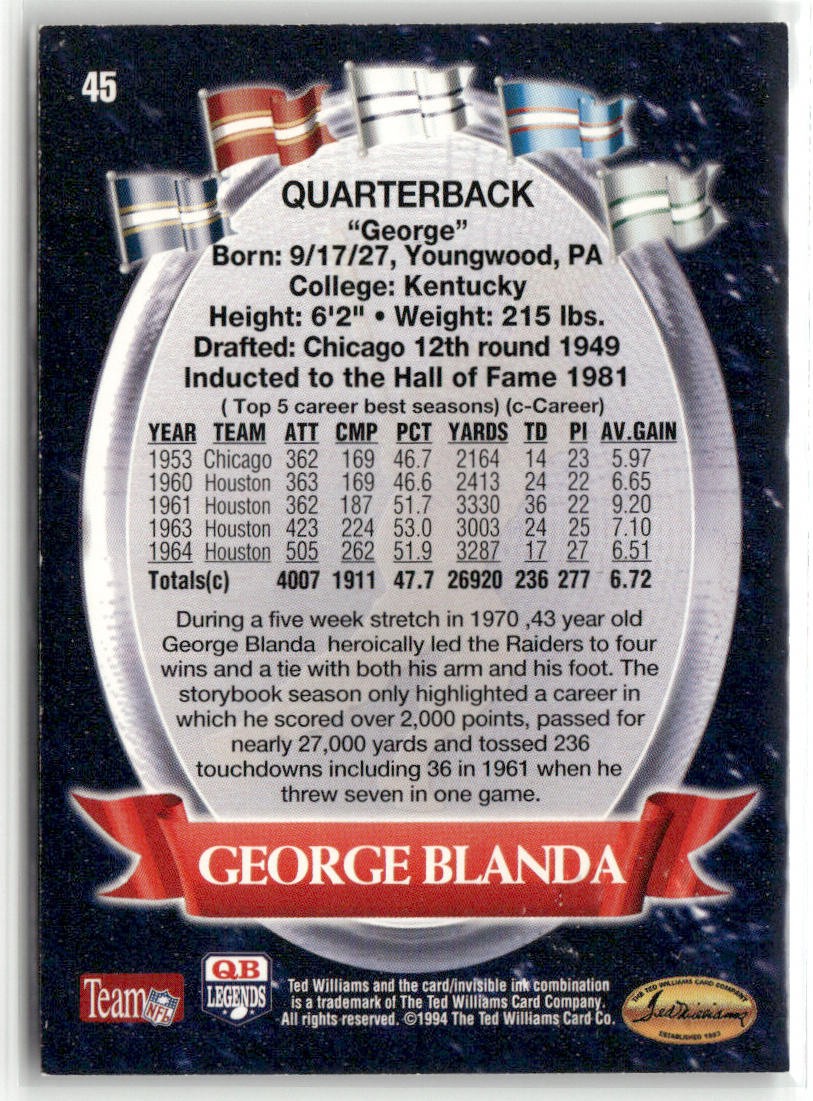 45
QUARTERBACK
“George”
Born: 9/17/27, Youngwood, PA
College: Kentucky
Height: 6'2" • Weight: 215 lbs.
Drafted: Chicago 12th round 1949
Inducted to the Hall of Fame 1981
( Top 5 career best seasons) (c-Career)
YEAR TEAM ATT CMP PCT YARDS TD PI AV.GAIN
1953 Chicago 362 169 46.7 2164 14 23 5.97
1960 Houston 363 169 46.6 2413 24 22 6.65
1961 Houston 362 187 51.7 3330 36 22 9.20
1963 Houston 423 224 53.0 3003 24 25 7.10
1964 Houston 505 262 51.9 3287 17 27 6.51
Totals(c) 4007 1911 47.7 26920 236 277 6.72
During a five week stretch in 1970 ,43 year old
George Blanda heroically led the Raiders to four
wins and a tie with both his arm and his foot. The
storybook season only highlighted a career in
which he scored over 2,000 points, passed for
nearly 27,000 yards and tossed 236
touchdowns including 36 in 1961 when he
threw seven in one game.
GEORGE BLANDA
Team NFL
QB
LEGENDS
Ted Williams and the card/invisible ink combination
is a trademark of The Ted Williams Card Company.
All rights reserved. ©1994 The Ted Williams Card Co.
THE TED WILLIAMS CARD COMPANY
Ted Williams
ESTABLISHED 1993